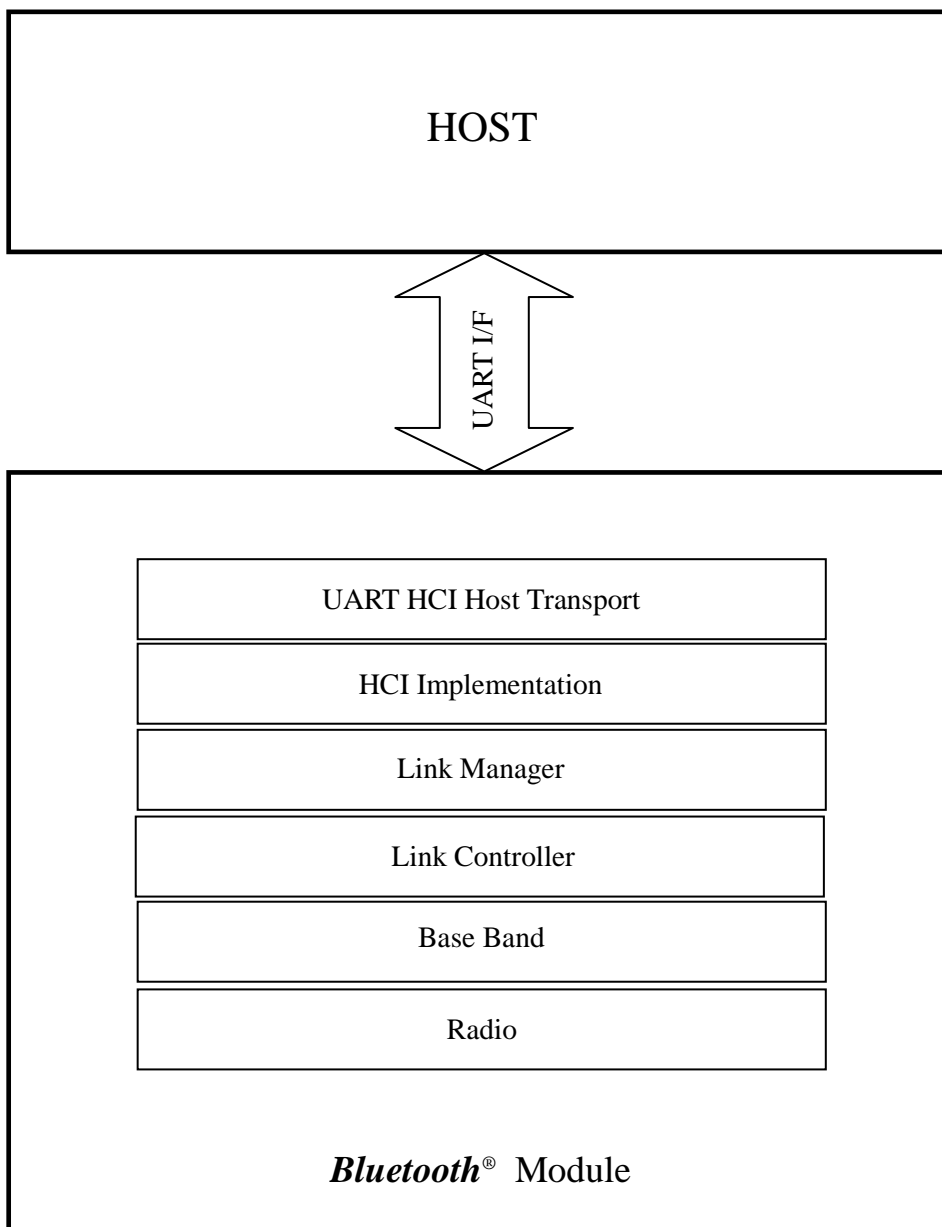 HOST
UART I/F
UART HCI Host Transport
HCI Implementation
Link Manager
Link Controller
Base Band
Radio
Bluetooth® Module